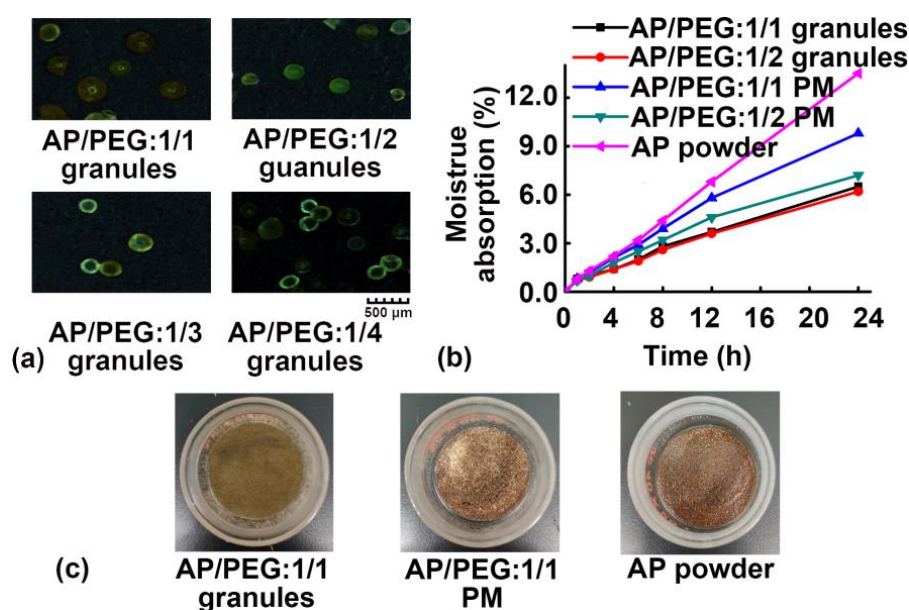 (a)
AP/PEG:1/1
granules
AP/PEG:1/2
guanules
AP/PEG:1/3
granules
AP/PEG:1/4
granules
500 μm
(b)
Moistrue
absorption (%)
12.0
9.0
6.0
3.0
0.0
0 4 8 12 16 20 24
Time (h)
AP/PEG:1/1 granules
AP/PEG:1/2 granules
AP/PEG:1/1 PM
AP/PEG:1/2 PM
AP powder
(c)
AP/PEG:1/1
granules
AP/PEG:1/1
PM
AP powder